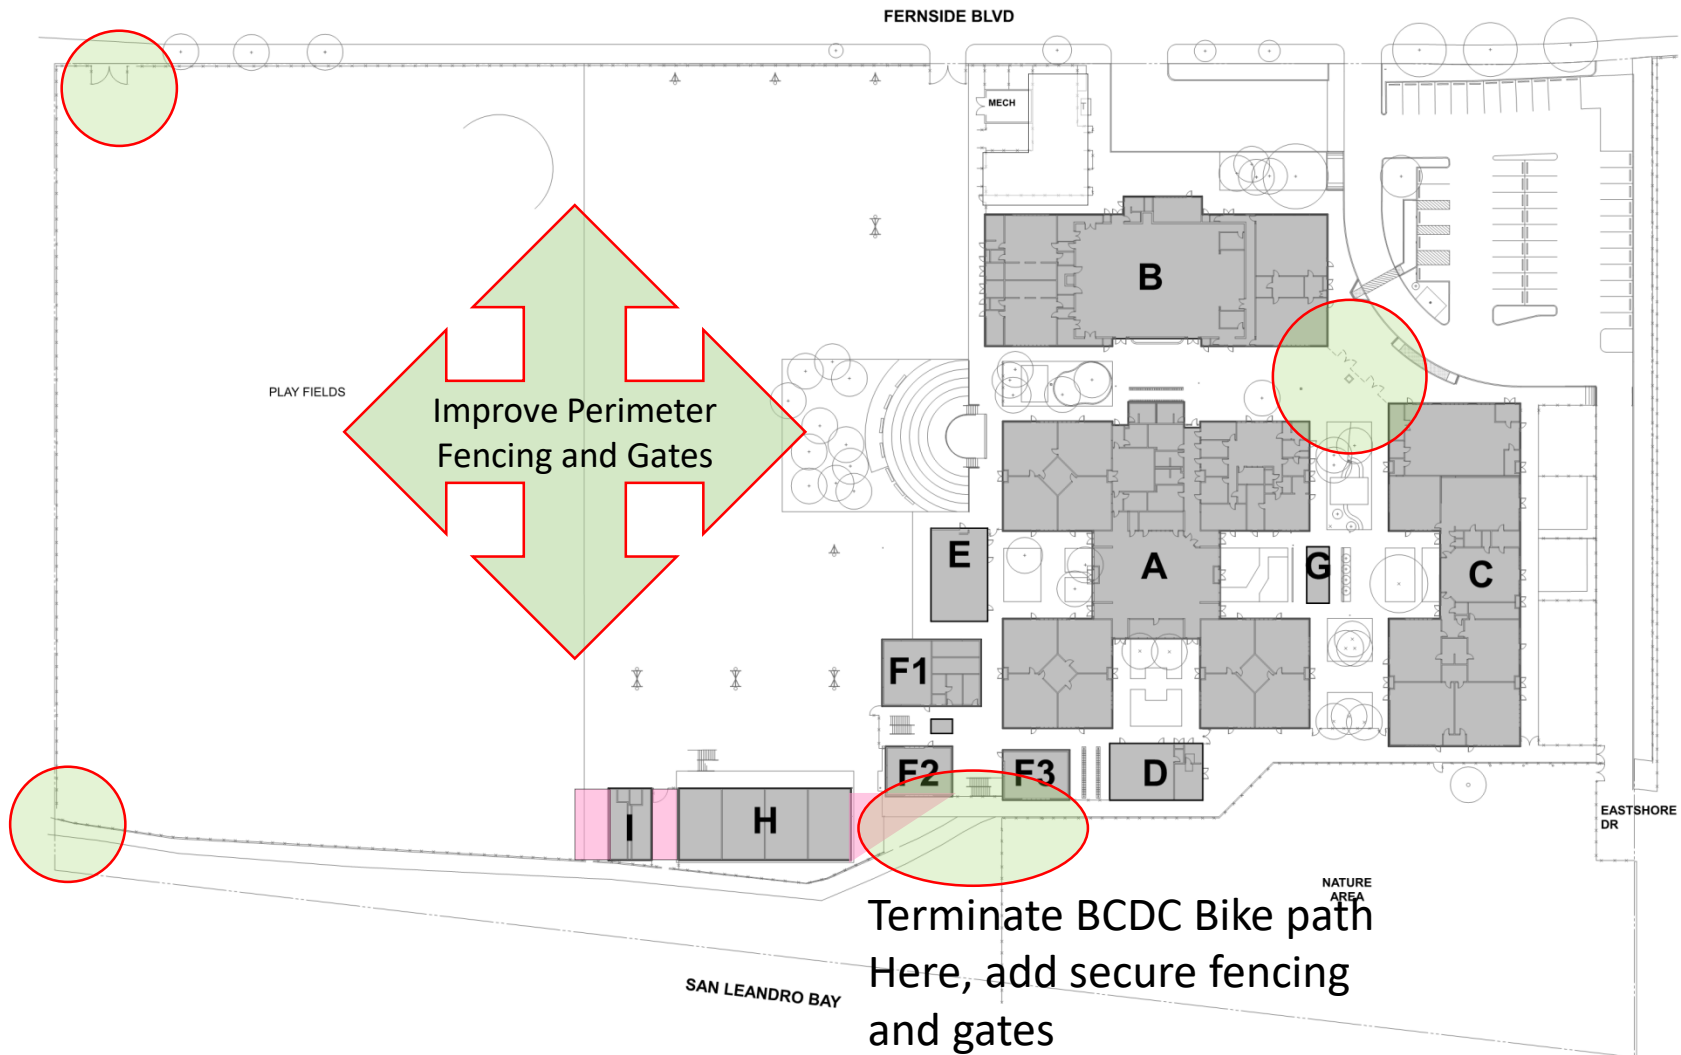 FERNSIDE BLVD
MECH
T
B
PLAY FIELDS
Improve Perimeter
Fencing and Gates
E
A
G
C
F1
F2
F3
D
I
H
EASTSHORE
DR
NATURE
AREA
Terminate BCDC Bike path
Here, add secure fencing
and gates
SAN LEANDRO BAY